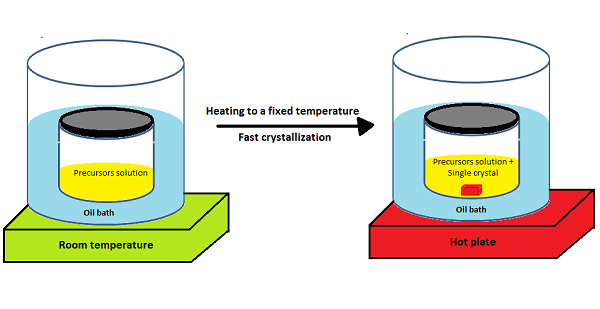 Heating to a fixed temperature
Fast crystallization
Precursors solution
Oil bath
Room temperature
Precursors solution +
Single crystal
Oil bath
Hot plate